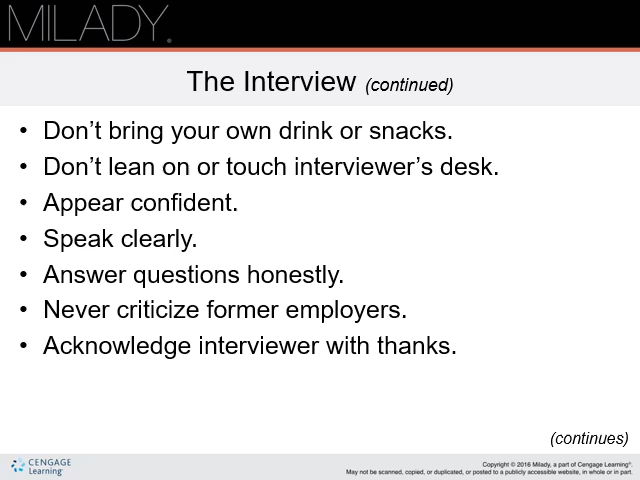 MILADY.
The Interview (continued)
• Don’t bring your own drink or snacks.
• Don’t lean on or touch interviewer’s desk.
• Appear confident.
• Speak clearly.
• Answer questions honestly.
• Never criticize former employers.
• Acknowledge interviewer with thanks.
(continues)
CENGAGE
Learning
Copyright © 2016 Milady, a part of Cengage Learning®.
May not be scanned, copied, or duplicated, or posted to a publicly accessible website, in whole or in part.